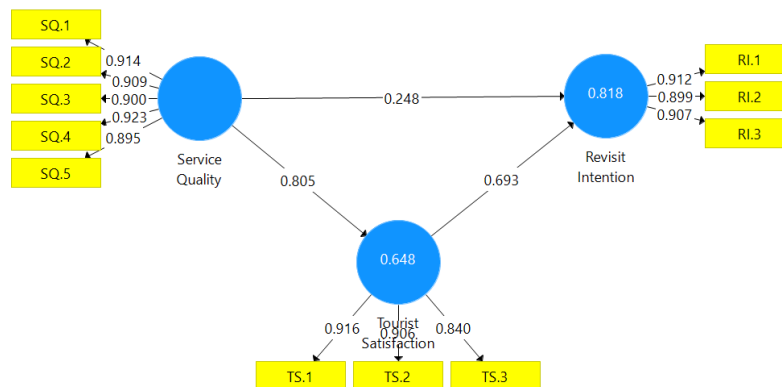 SQ.1
SQ.2
SQ.3
SQ.4
SQ.5
0.914
0.909
0.900
0.923
0.895
Service
Quality
0.248
0.805
0.693
0.818
Revisit
Intention
0.912
0.899
0.907
RI.1
RI.2
RI.3
0.648
Tourist
Satisfaction
0.916
0.906
0.840
TS.1
TS.2
TS.3